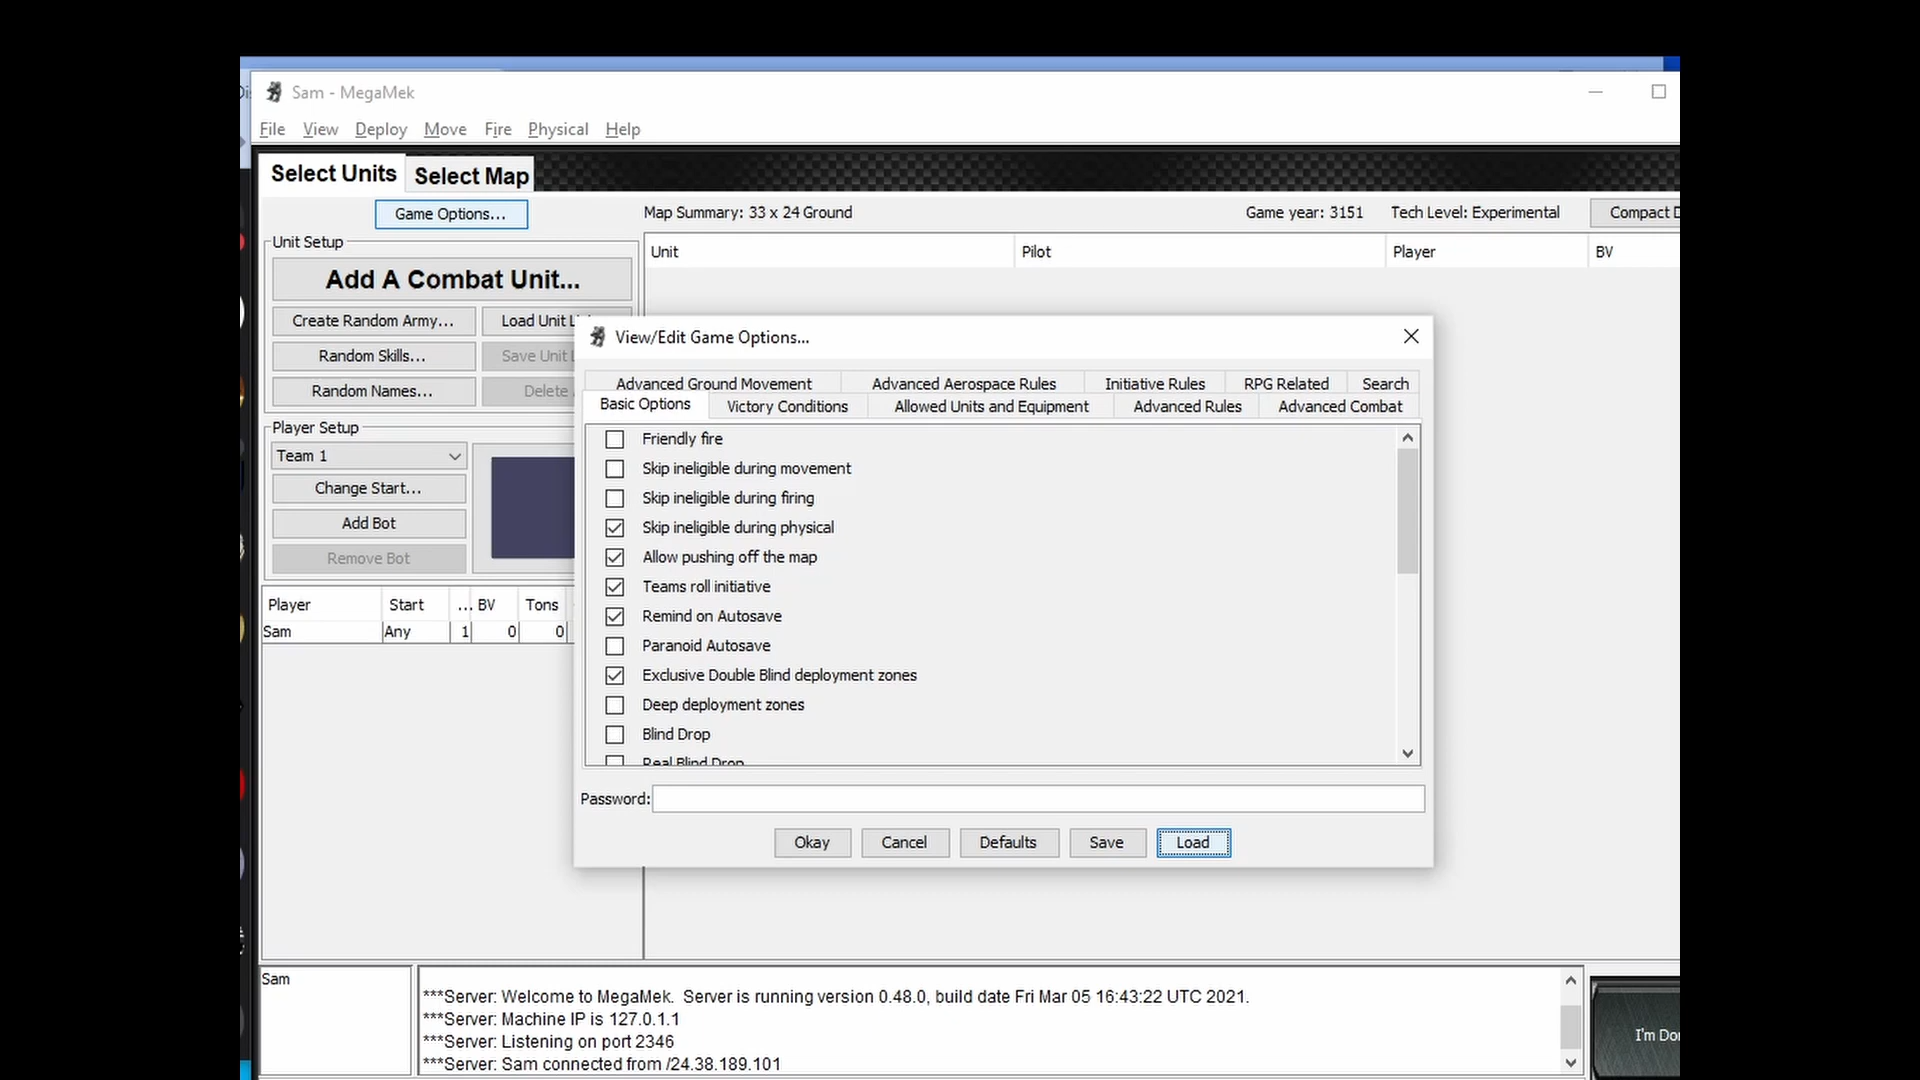 Sam - MegaMek
File View Deploy Move Fire Physical Help
Select Units Select Map
Game Options... Map Summary: 33 x 24 Ground Game year: 3151 Tech Level: Experimental Compact
Unit Setup
Unit Pilot Player BV
Add A Combat Unit...
Create Random Army... Load Unit
Random Skills... Save Unit
Random Names... Delete
Player Setup
Team 1
Change Start...
Add Bot
Remove Bot
Player Start ... BV Tons
Sam Any 1 0 0
View/Edit Game Options...
Advanced Ground Movement Advanced Aerospace Rules Initiative Rules RPG Related Search
Basic Options Victory Conditions Allowed Units and Equipment Advanced Rules Advanced Combat
Friendly fire
Skip ineligible during movement
Skip ineligible during firing
Skip ineligible during physical
Allow pushing off the map
Teams roll initiative
Remind on Autosave
Paranoid Autosave
Exclusive Double Blind deployment zones
Deep deployment zones
Blind Drop
Real Blind Drop
Password:
Okay Cancel Defaults Save Load
Sam
***Server: Welcome to MegaMek. Server is running version 0.48.0, build date Fri Mar 05 16:43:22 UTC 2021.
***Server: Machine IP is 127.0.1.1
***Server: Listening on port 2346
***Server: Sam connected from /24.38.189.101
I'm